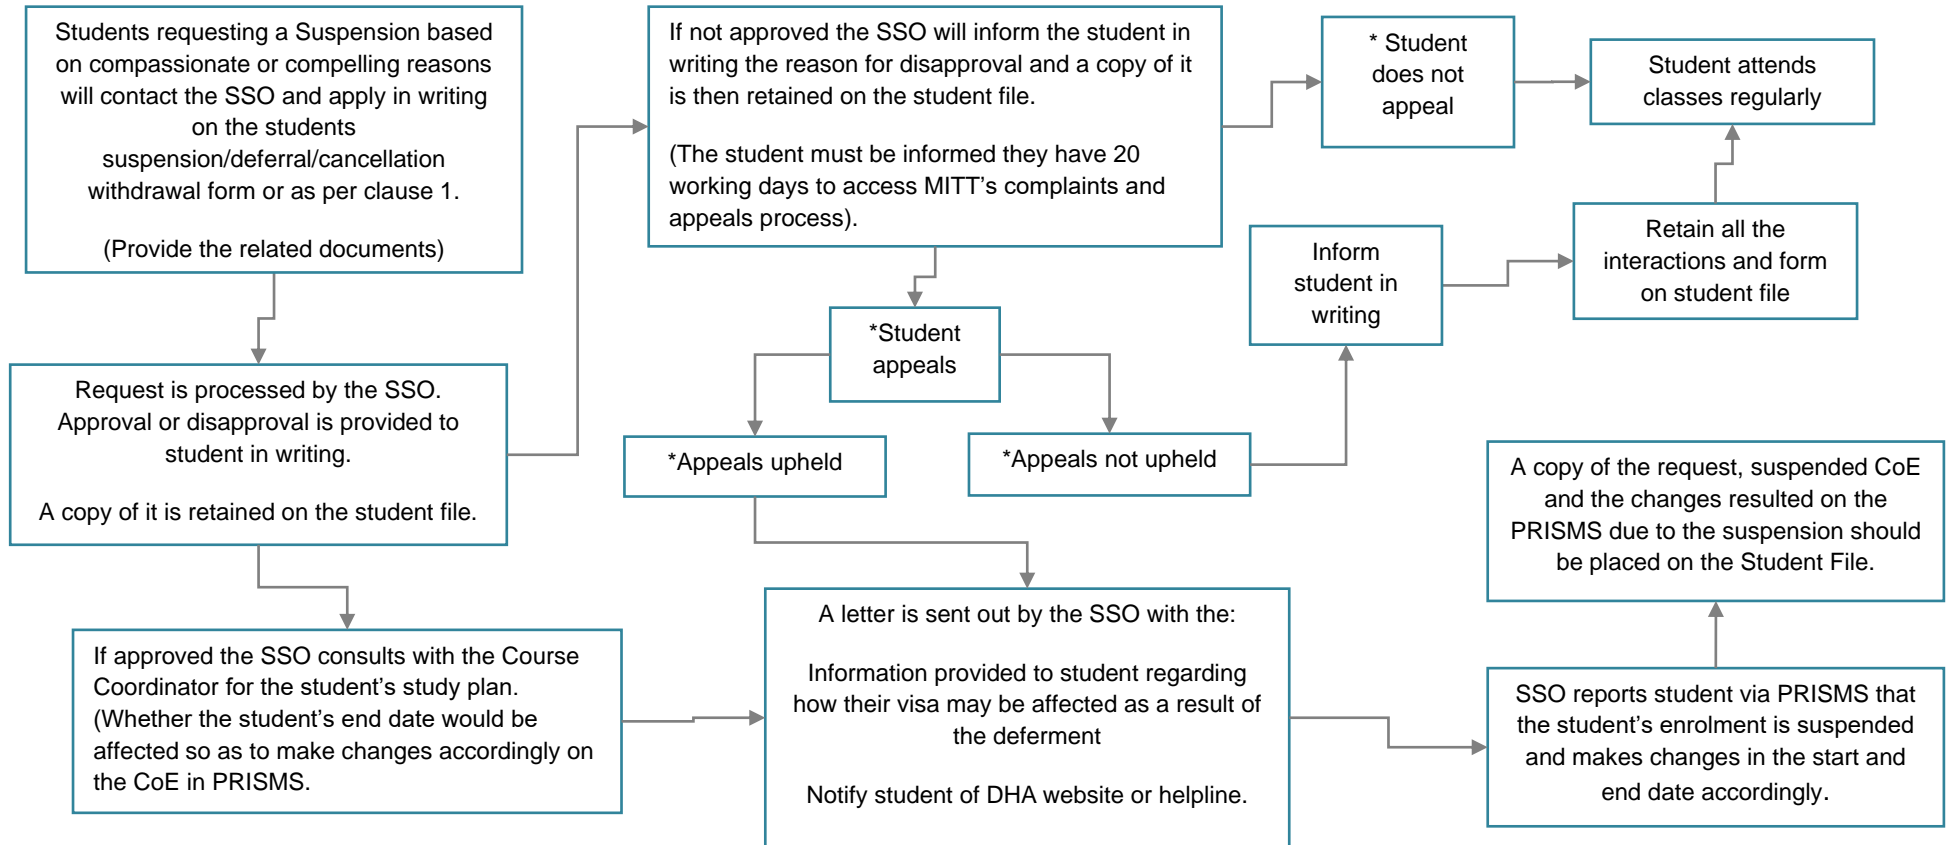 Students requesting a Suspension based
on compassionate or compelling reasons
will contact the SSO and apply in writing
on the students
suspension/deferral/cancellation
withdrawal form or as per clause 1.
(Provide the related documents)
If not approved the SSO will inform the student in
writing the reason for disapproval and a copy of it
is then retained on the student file.
(The student must be informed they have 20
working days to access MITT’s complaints and
appeals process).
* Student
does not
appeal
Student attends
classes regularly
Retain all the
interactions and form
on student file
Inform
student in
writing
*Student
appeals
Request is processed by the SSO.
Approval or disapproval is provided to
student in writing.
A copy of it is retained on the student file.
*Appeals upheld
*Appeals not upheld
A copy of the request, suspended CoE
and the changes resulted on the
PRISMS due to the suspension should
be placed on the Student File.
If approved the SSO consults with the Course
Coordinator for the student’s study plan.
(Whether the student’s end date would be
affected so as to make changes accordingly on
the CoE in PRISMS.
A letter is sent out by the SSO with the:
Information provided to student regarding
how their visa may be affected as a result of
the deferment
Notify student of DHA website or helpline.
SSO reports student via PRISMS that
the student’s enrolment is suspended
and makes changes in the start and
end date accordingly.